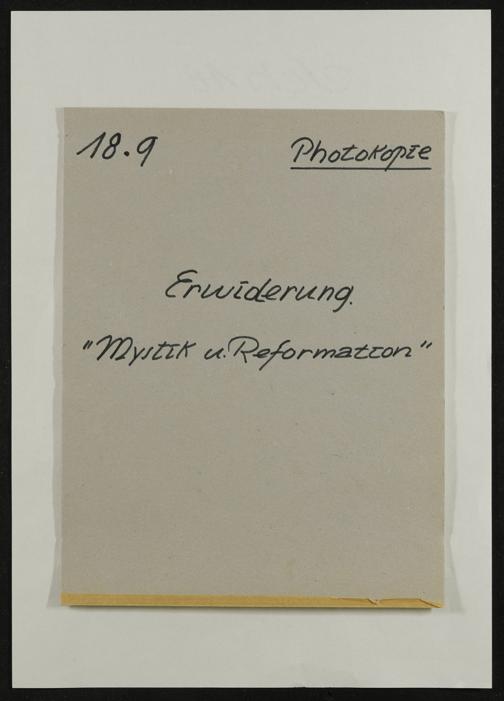 18.9 Photokopie
Erwiderung.
"Mystik u. Reformation"